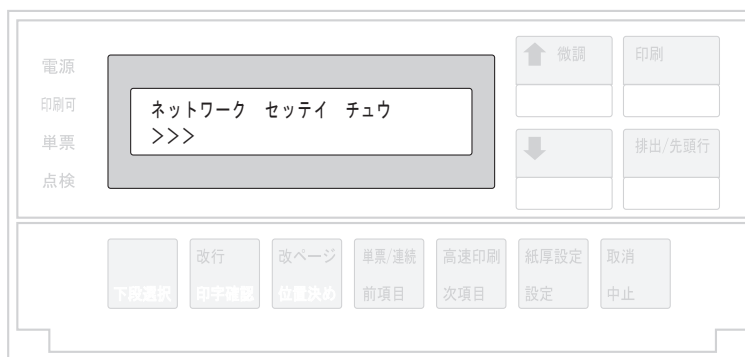 電源
印刷可
単票
点検
ネットワーク セッテイ チュウ
>>>
微調
印刷
排出/先頭行
下段選択
改行
印字確認
改ページ
位置決め
単票/連続
前項目
高速印刷
次項目
紙厚設定
設定
取消
中止